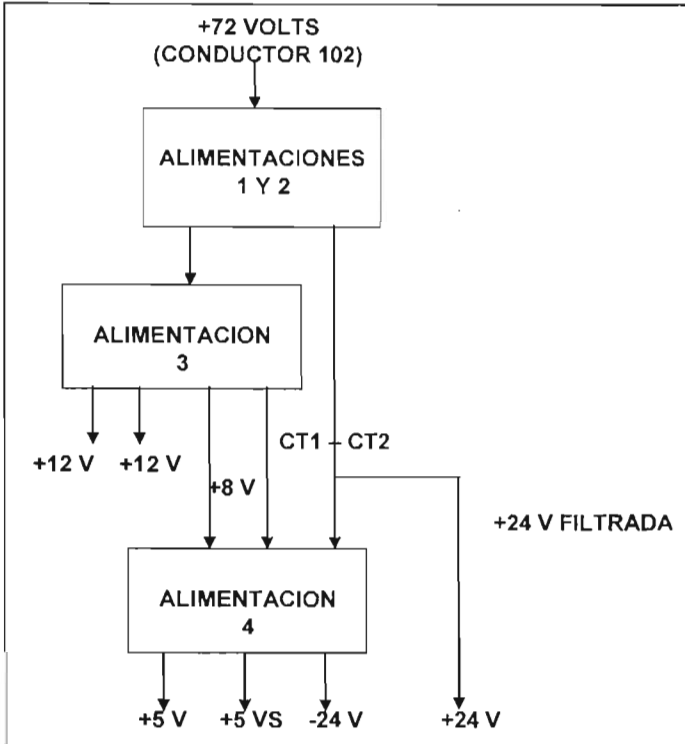 +72 VOLTS
(CONDUCTOR 102)
ALIMENTACIONES
1 Y 2
ALIMENTACION
3
CT1 CT2
+12 V +12 V
+8 V
+24 V FILTRADA
ALIMENTACION
4
+5 V +5 VS -24 V +24 V